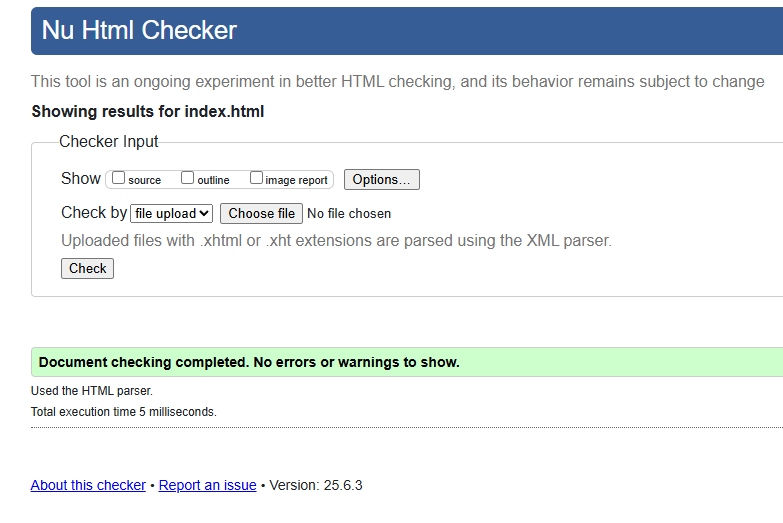 Nu Html Checker
This tool is an ongoing experiment in better HTML checking, and its behavior remains subject to change
Showing results for index.html
Checker Input
Show source outline image report Options...
Check by file upload Choose file No file chosen
Uploaded files with .xhtml or .xht extensions are parsed using the XML parser.
Check
Document checking completed. No errors or warnings to show.
Used the HTML parser.
Total execution time 5 milliseconds.
About this checker • Report an issue • Version: 25.6.3